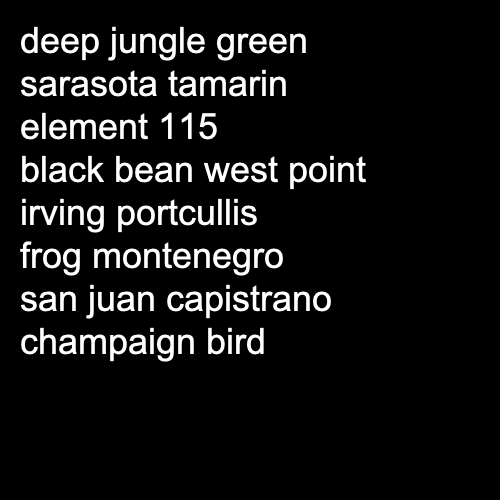 deep jungle green
sarasota tamarin
element 115
black bean west point
irving portcullis
frog montenegro
san juan capistrano
champaign bird